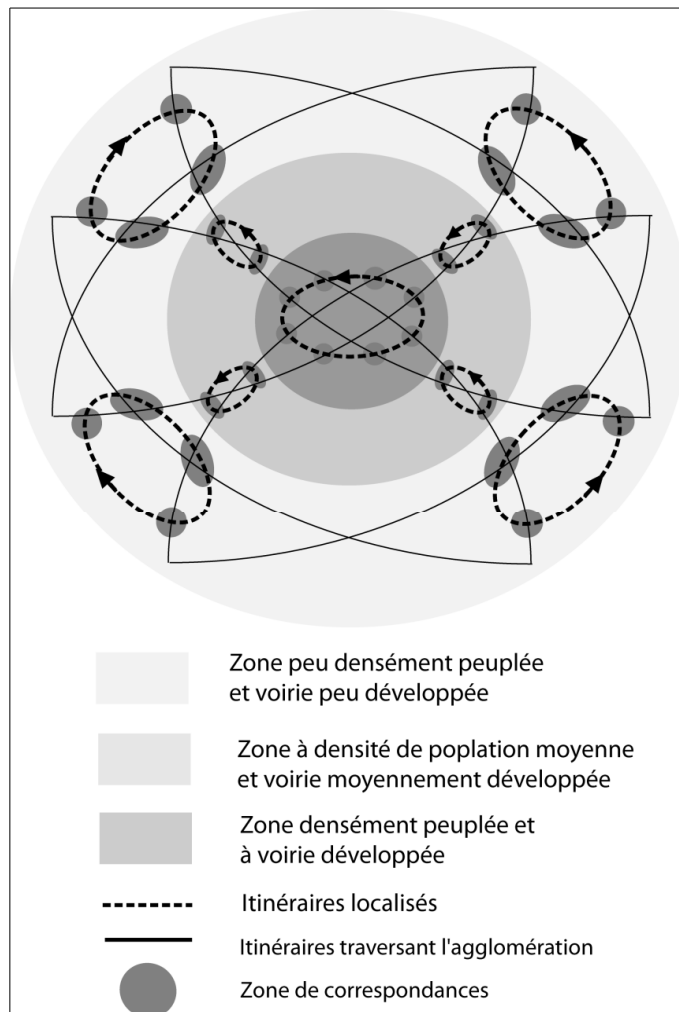 Zone peu densément peuplée
et voirie peu développée
Zone à densité de poplation moyenne
et voirie moyennement développée
Zone densément peuplée et
à voirie développée
Itinéraires localisés
Itinéraires traversant l'agglomération
Zone de correspondances